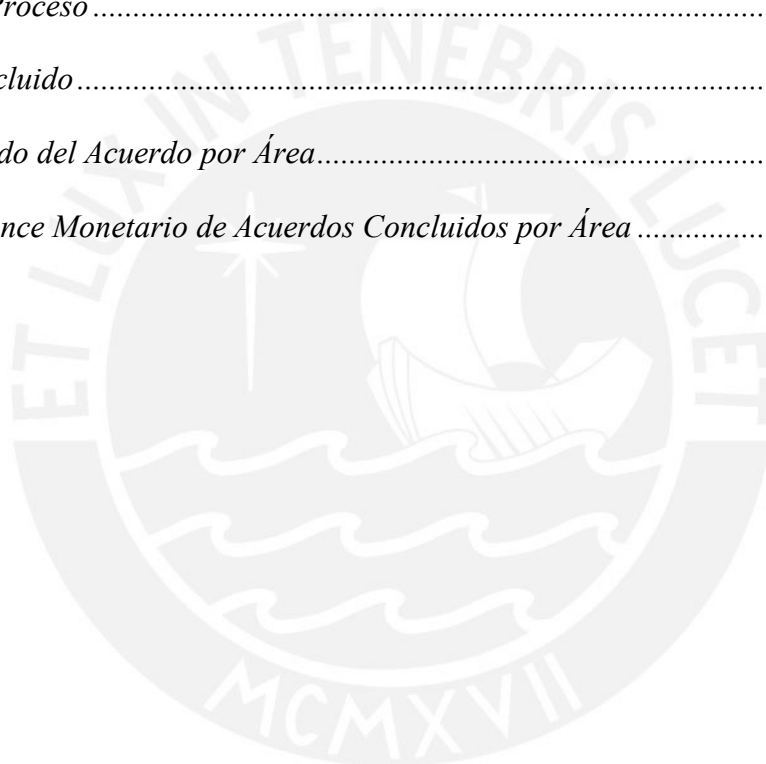 Proceso ........................................................................................
cluido ..........................................................................................
do del Acuerdo por Área...............................................................
nce Monetario de Acuerdos Concluidos por Área ................
ET LUX IN TENEBRIS LUCET
MCMXVII